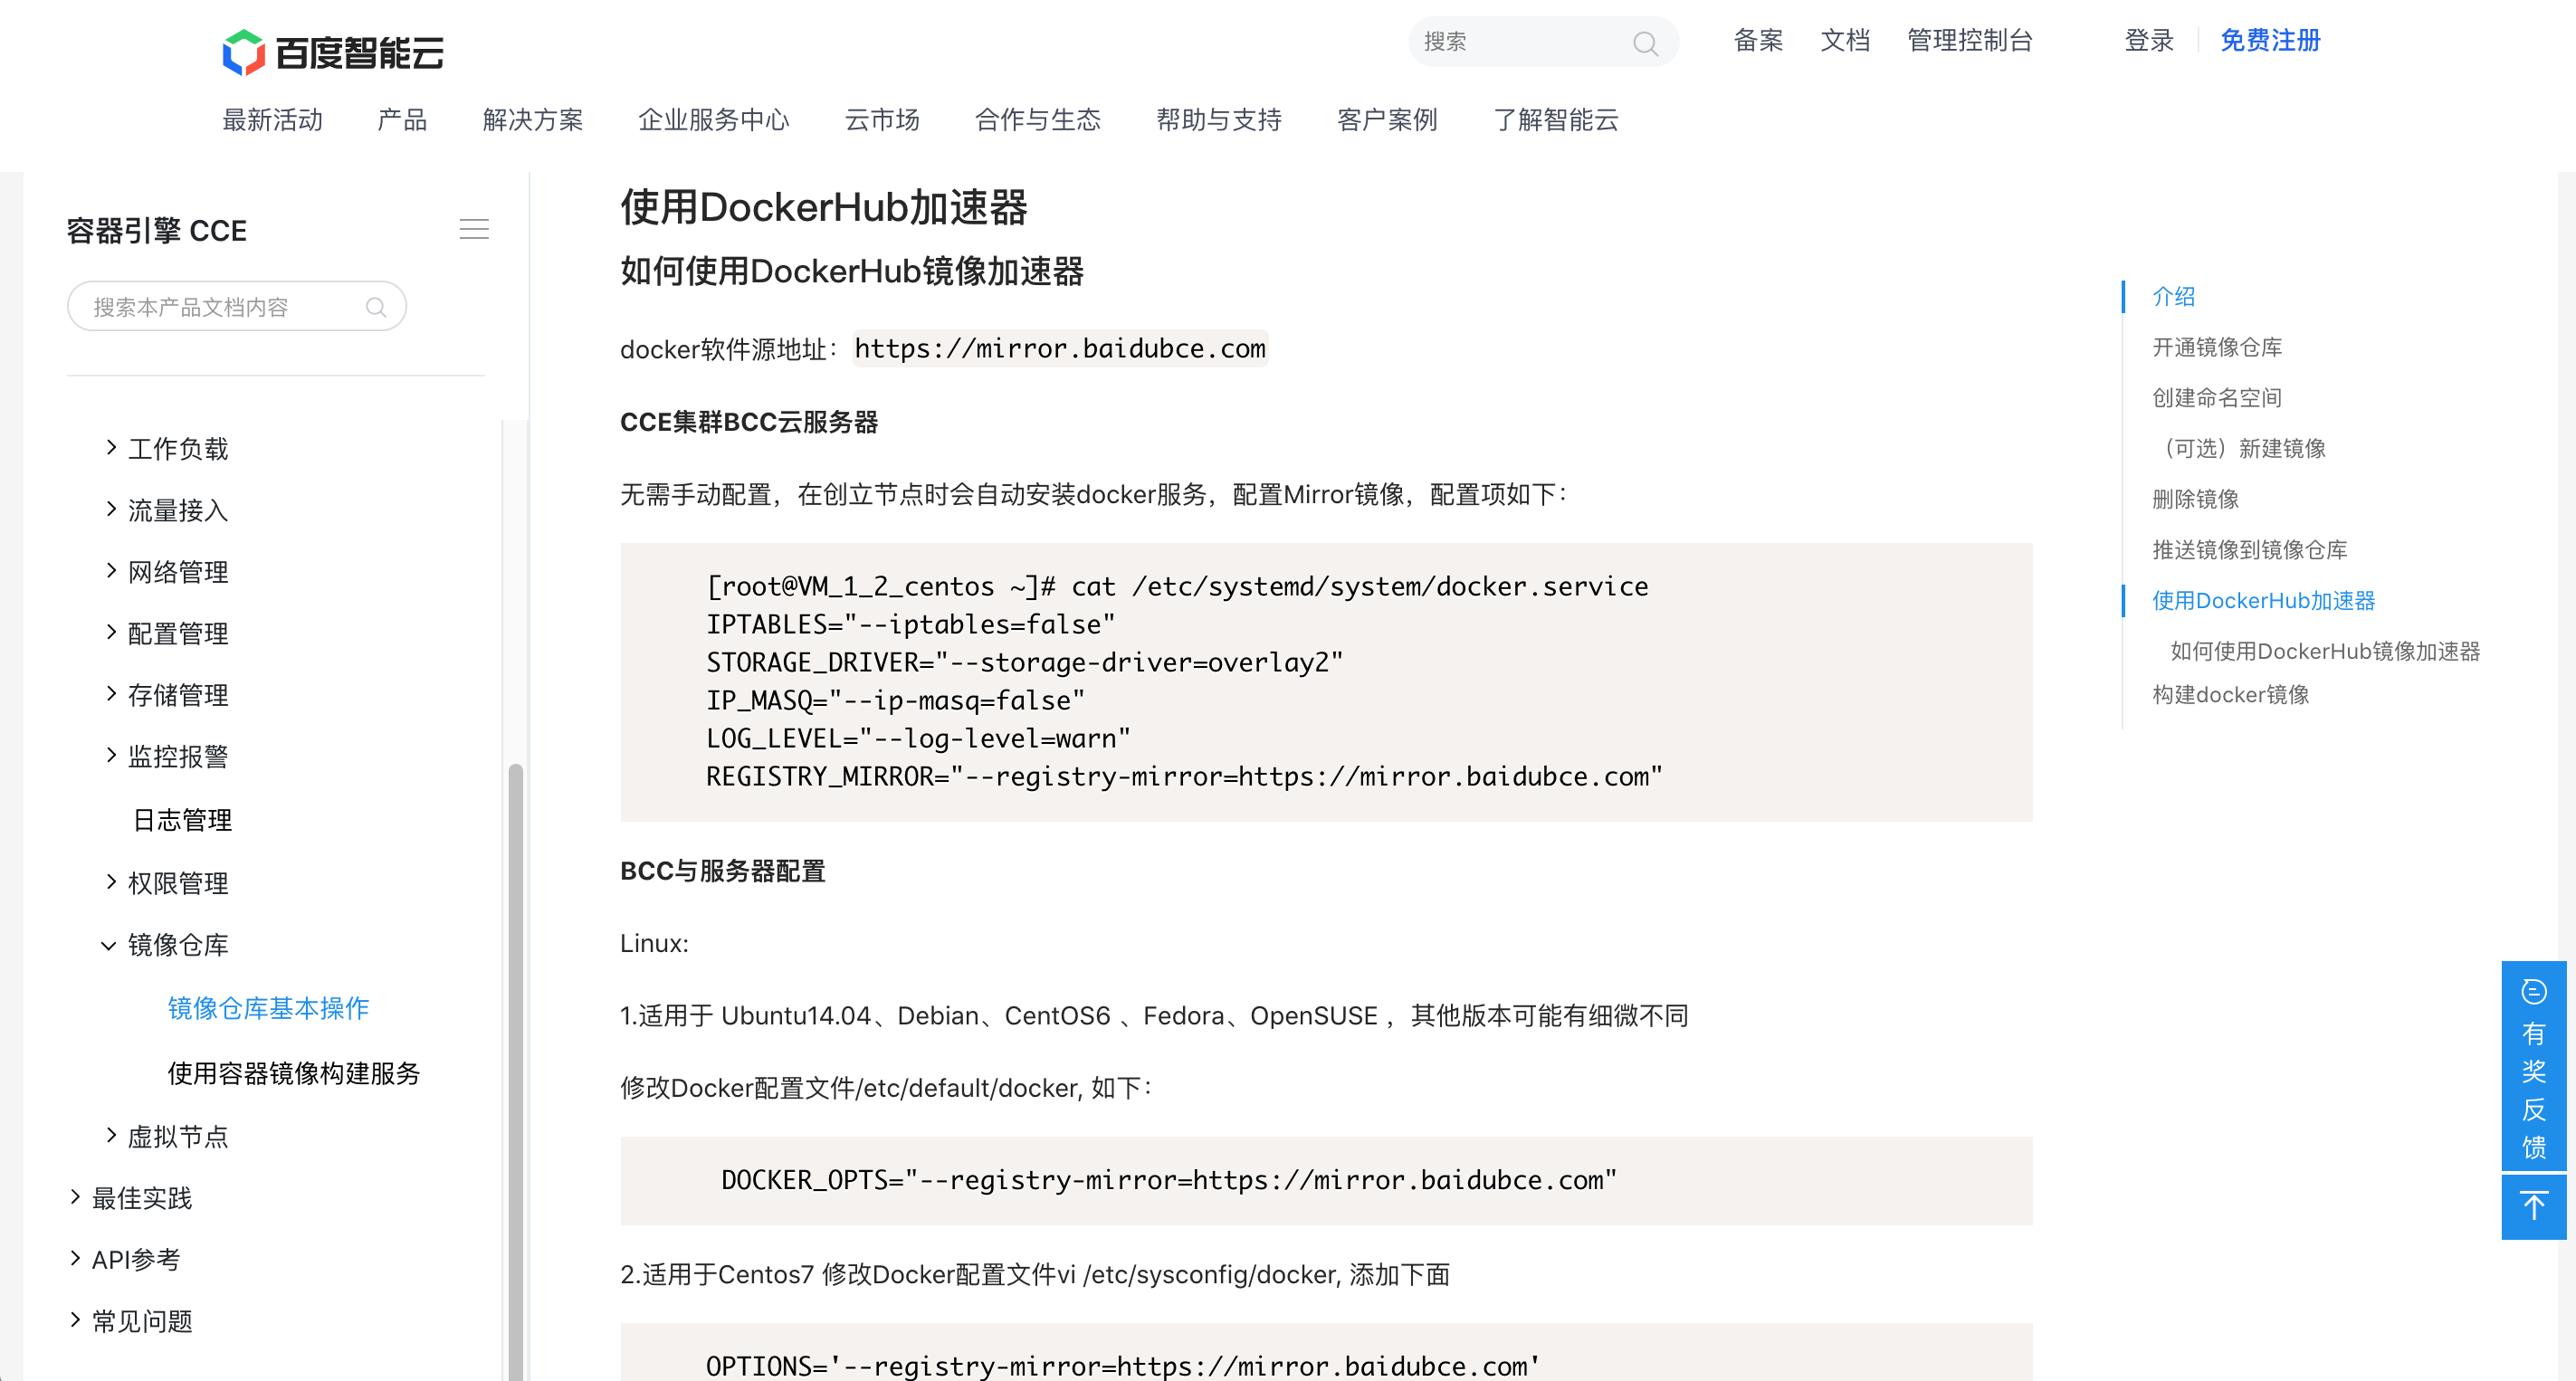 百度智能云
搜索
备案
文档
管理控制台
登录
免费注册
最新活动
产品
解决方案
企业服务中心
云市场
合作与生态
帮助与支持
客户案例
了解智能云
容器引擎 CCE
搜索本产品文档内容
工作负载
流量接入
网络管理
配置管理
存储管理
监控报警
日志管理
权限管理
镜像仓库
镜像仓库基本操作
使用容器镜像构建服务
虚拟节点
最佳实践
API参考
常见问题
使用DockerHub加速器
如何使用DockerHub镜像加速器
docker软件源地址：https://mirror.baidubce.com
CCE集群BCC云服务器
无需手动配置，在创立节点时会自动安装docker服务，配置Mirror镜像，配置项如下：
[root@VM_1_2_centos ~]# cat /etc/systemd/system/docker.service
IPTABLES="--iptables=false"
STORAGE_DRIVER="--storage-driver=overlay2"
IP_MASQ="--ip-masq=false"
LOG_LEVEL="--log-level=warn"
REGISTRY_MIRROR="--registry-mirror=https://mirror.baidubce.com"
BCC与服务器配置
Linux:
1.适用于 Ubuntu14.04、Debian、CentOS6 、Fedora、OpenSUSE ，其他版本可能有细微不同
修改Docker配置文件/etc/default/docker, 如下：
DOCKER_OPTS="--registry-mirror=https://mirror.baidubce.com"
2.适用于Centos7 修改Docker配置文件vi /etc/sysconfig/docker, 添加下面
OPTIONS='--registry-mirror=https://mirror.baidubce.com'
介绍
开通镜像仓库
创建命名空间
（可选）新建镜像
删除镜像
推送镜像到镜像仓库
使用DockerHub加速器
如何使用DockerHub镜像加速器
构建docker镜像
有奖反馈